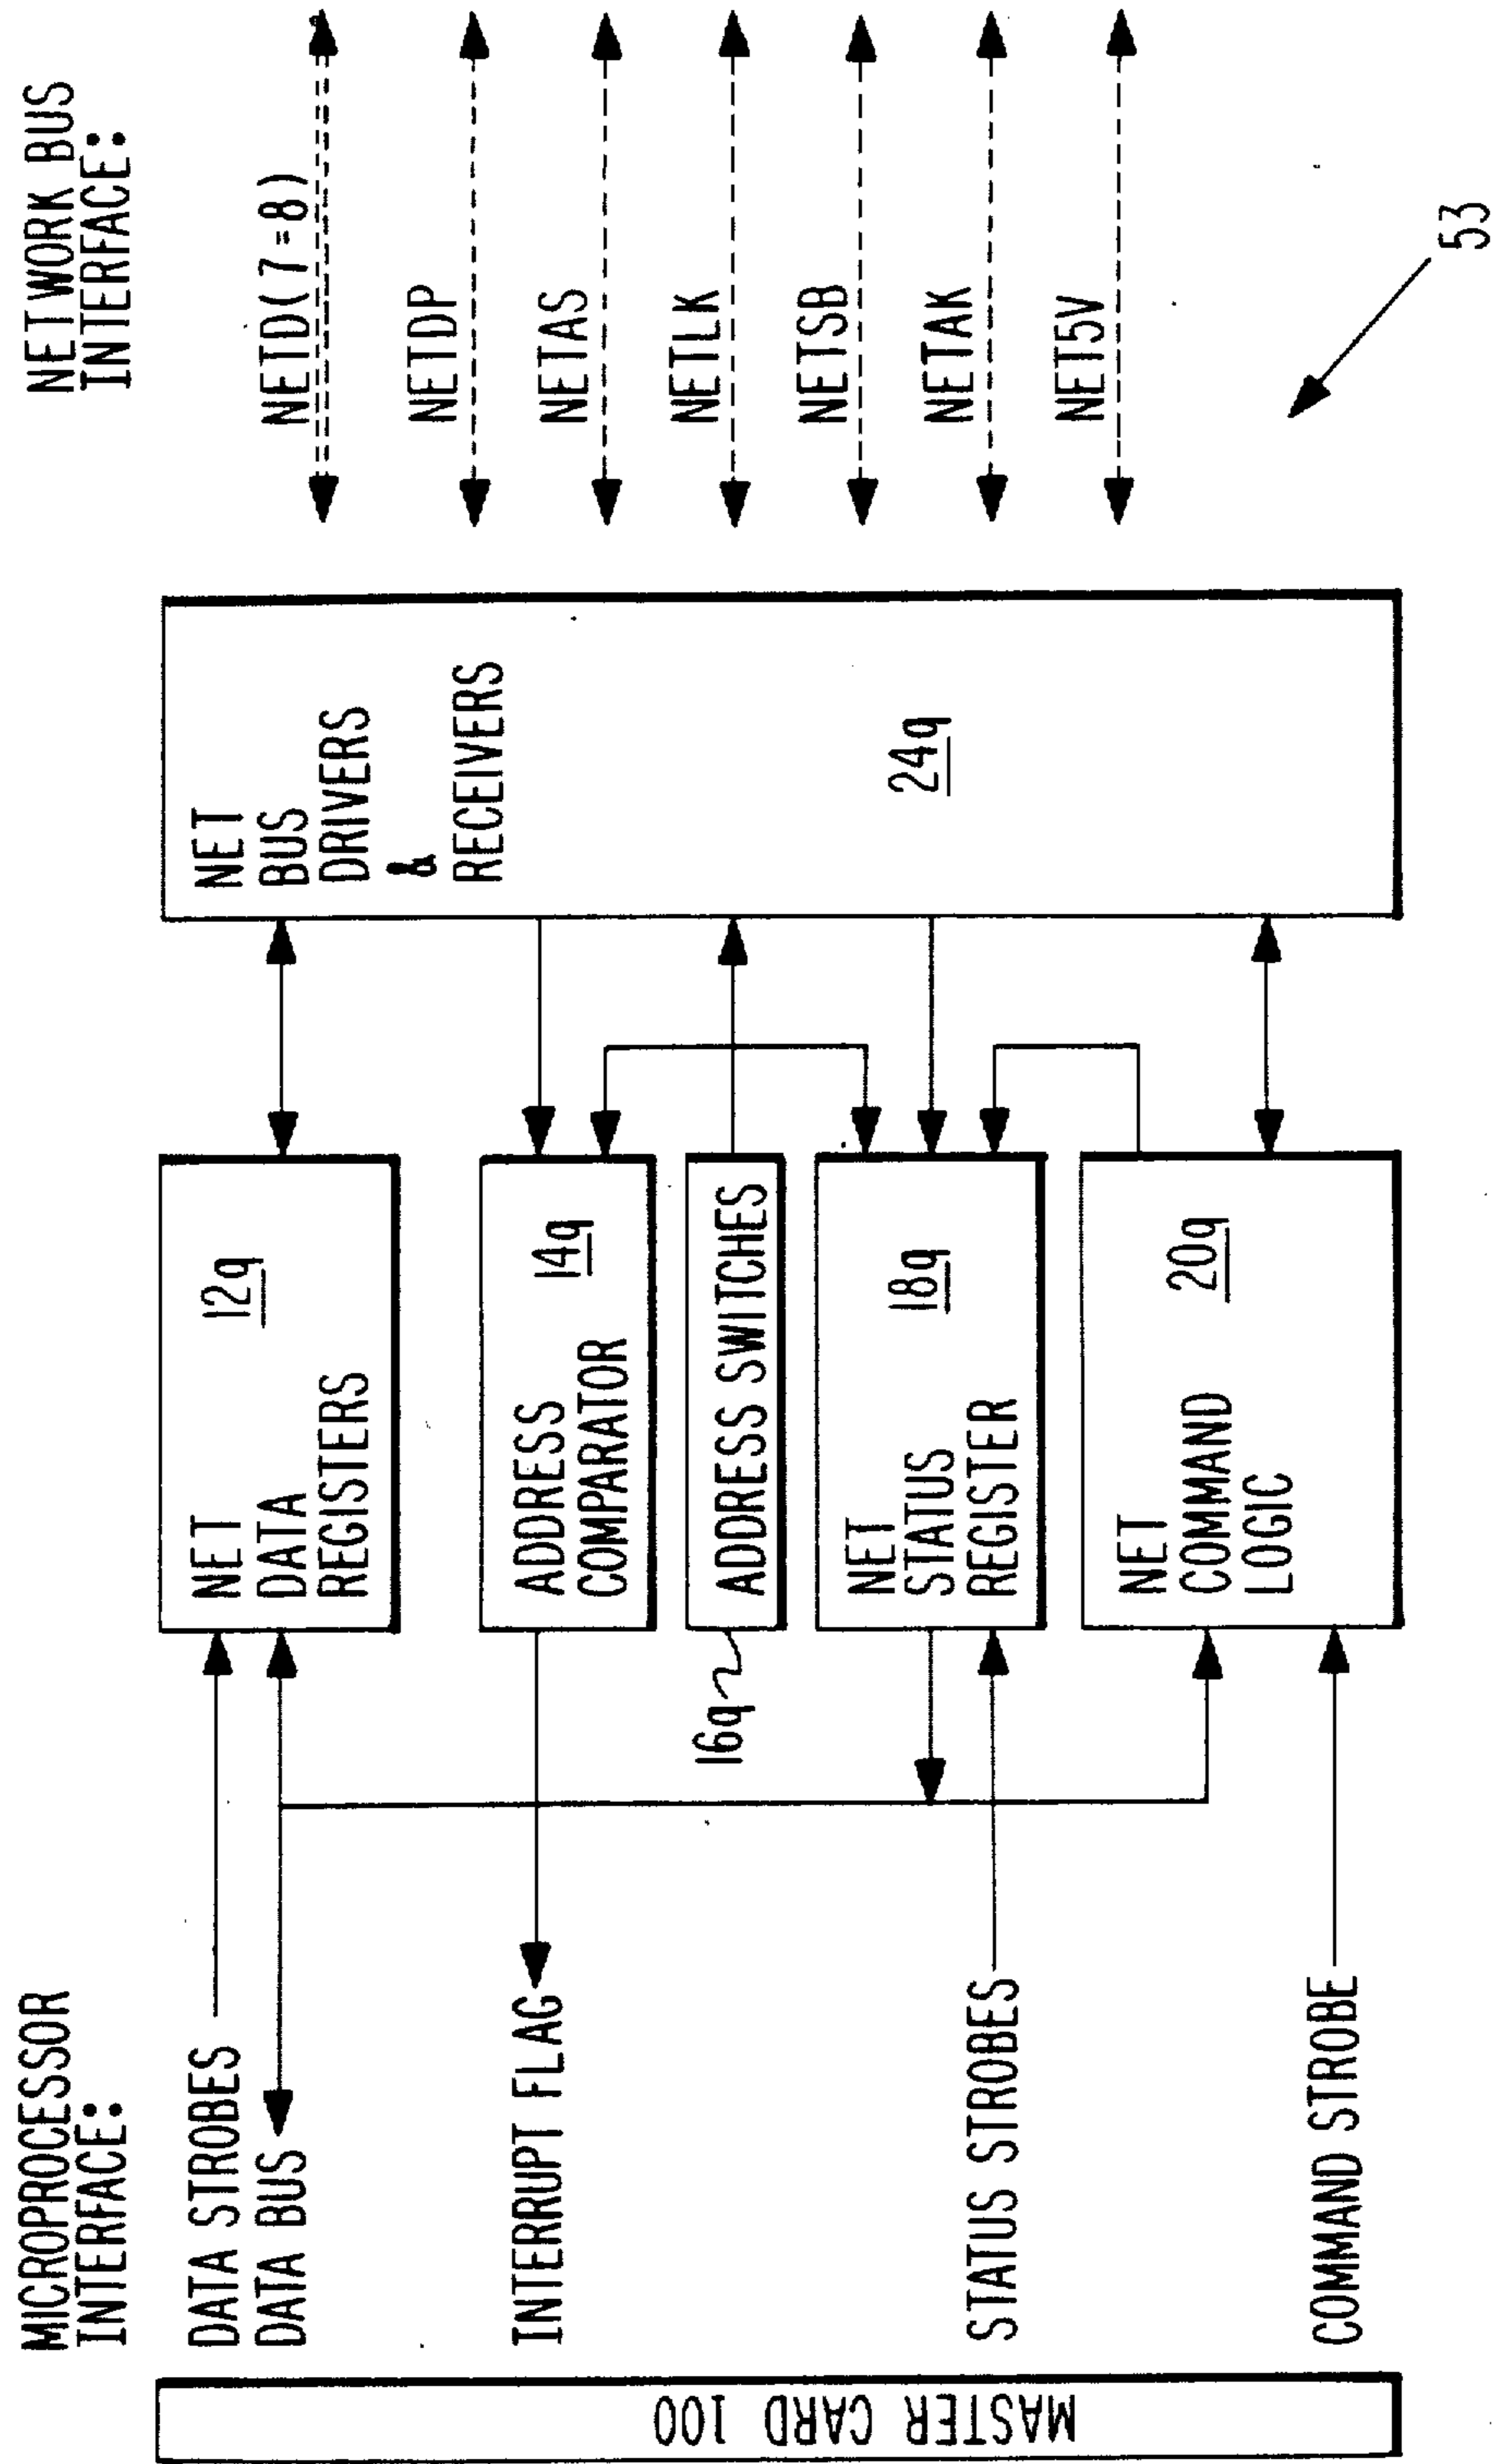 MICROPROCESSOR
INTERFACE:
NETWORK BUS
INTERFACE:
MASTER CARD 100
DATA STROBES
DATA BUS
INTERRUPT FLAG
STATUS STROBES
COMMAND STROBE
NET
DATA
REGISTERS
12q
ADDRESS
COMPARATOR
14q
ADDRESS SWITCHES
16q
NET
STATUS
REGISTER
18q
NET
COMMAND
LOGIC
20q
NET
BUS
DRIVERS
&
RECEIVERS
24q
NETD(7=8)
NETDP
NETAS
NETLK
NETSB
NETAK
NET5V
53